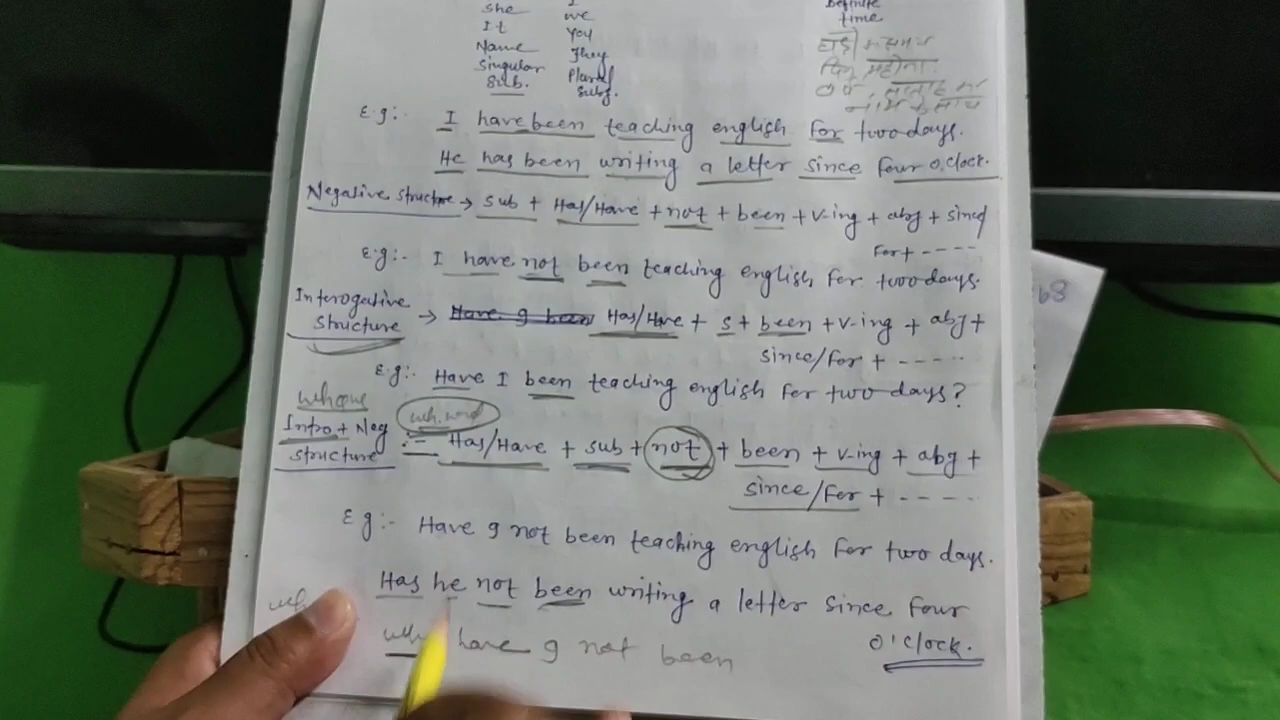 she I
It we
Name You
Singular They
Sub. Plural
Subj.
Definite
time
E.g:- I have been teaching english for two days.
He has been writing a letter since four o,clock.
Negative structure → sub + Has/Have + not + been + v-ing + obj + since/
For + ----
E.g:- I have not been teaching english for two days.
Interogative
structure → Have I been Has/Have + s + been + v-ing + obj +
since/for + -----
E.g:- Have I been teaching english for two days?
wh. word
Intro + Neg
structure :- Has/Have + sub + not + been + v-ing + obj +
since/For + ----
E g:- Have I not been teaching english for two days.
Has he not been writing a letter since four
o'clock.
why have I not been
68